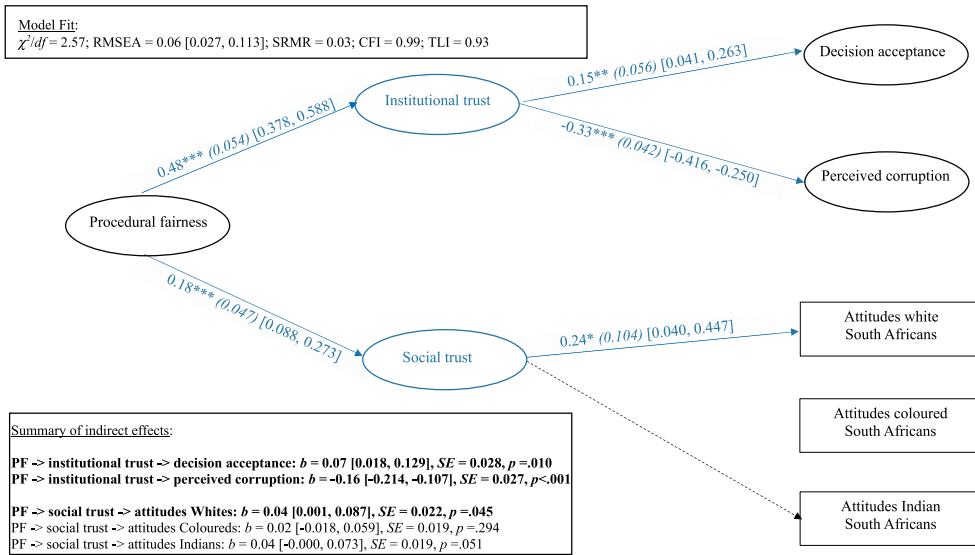 Model Fit:
χ²/df = 2.57; RMSEA = 0.06 [0.027, 0.113]; SRMR = 0.03; CFI = 0.99; TLI = 0.93
Decision acceptance
0.15** (0.056) [0.041, 0.263]
Institutional trust
0.48*** (0.054) [0.378, 0.588]
-0.33*** (0.042) [-0.416, -0.250]
Perceived corruption
Procedural fairness
0.18*** (0.047) [0.088, 0.273]
Social trust
0.24* (0.104) [0.040, 0.447]
Attitudes white
South Africans
Attitudes coloured
South Africans
Attitudes Indian
South Africans
Summary of indirect effects:
PF -> institutional trust -> decision acceptance: b = 0.07 [0.018, 0.129], SE = 0.028, p =.010
PF -> institutional trust -> perceived corruption: b = -0.16 [-0.214, -0.107], SE = 0.027, p<.001
PF -> social trust -> attitudes Whites: b = 0.04 [0.001, 0.087], SE = 0.022, p =.045
PF -> social trust -> attitudes Coloureds: b = 0.02 [-0.018, 0.059], SE = 0.019, p =.294
PF -> social trust -> attitudes Indians: b = 0.04 [-0.000, 0.073], SE = 0.019, p =.051